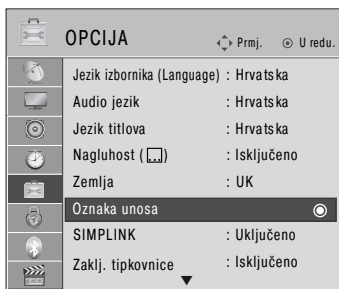 OPCIJA
Prmj. U redu.
Jezik izbornika (Language) : Hrvatska
Audio jezik : Hrvatska
Jezik titlova : Hrvatska
Nagluhost ( ) : Isključeno
Zemlja : UK
Oznaka unosa
SIMPLINK : Uključeno
Zaklj. tipkovnice : Isključeno